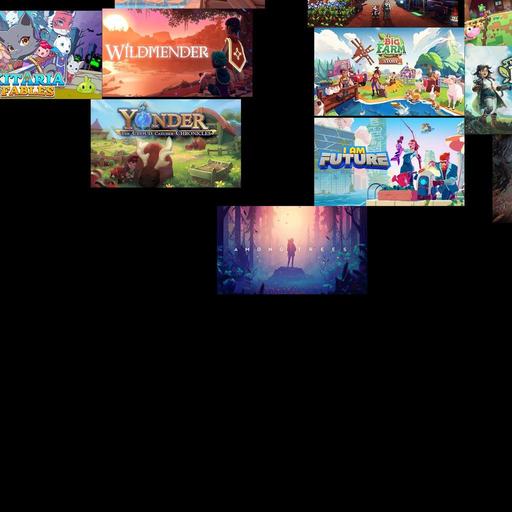 KITARIA
FABLES
WILDMENDER
YONDER
THE CLOUD CATCHER CHRONICLES
BIG
FARM
STORY
I AM
FUTURE
AMONG TREES